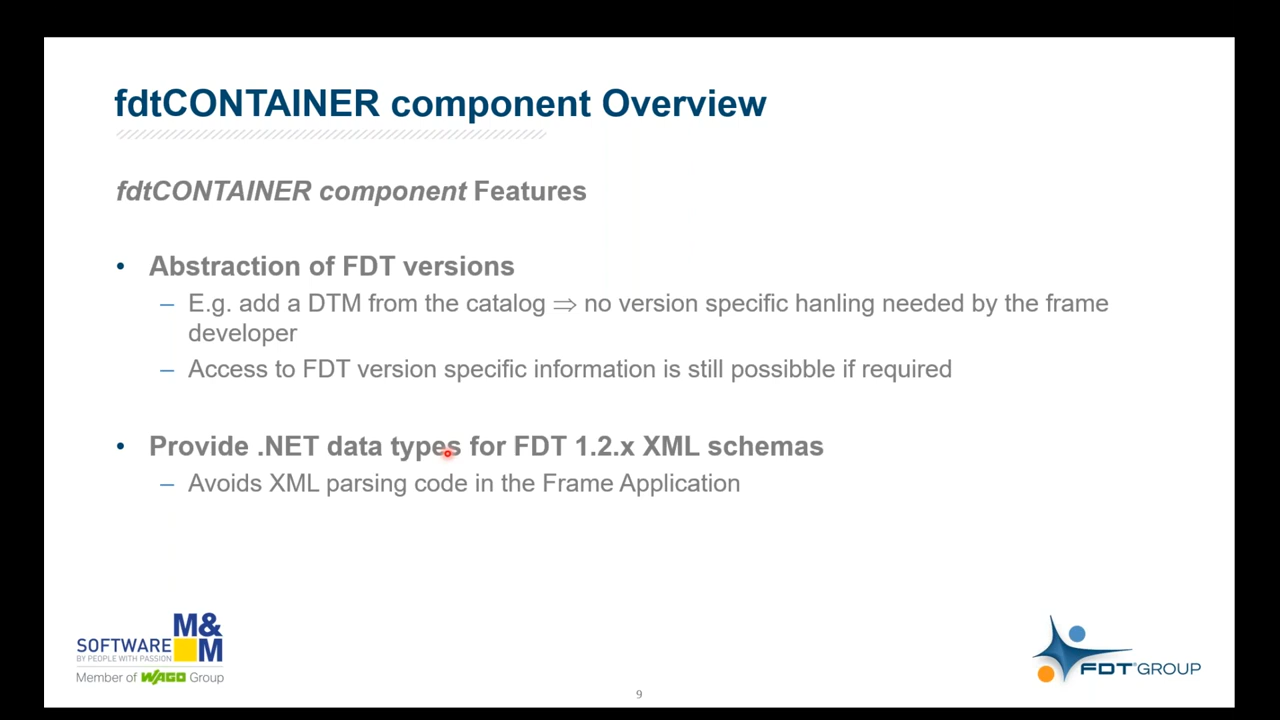 fdtCONTAINER component Overview
fdtCONTAINER component Features
• Abstraction of FDT versions
– E.g. add a DTM from the catalog ⇒ no version specific hanling needed by the frame
developer
– Access to FDT version specific information is still possibble if required
• Provide .NET data types for FDT 1.2.x XML schemas
– Avoids XML parsing code in the Frame Application
M&
SOFTWARE M
BY PEOPLE WITH PASSION
Member of WAGO Group
FDT® GROUP
9